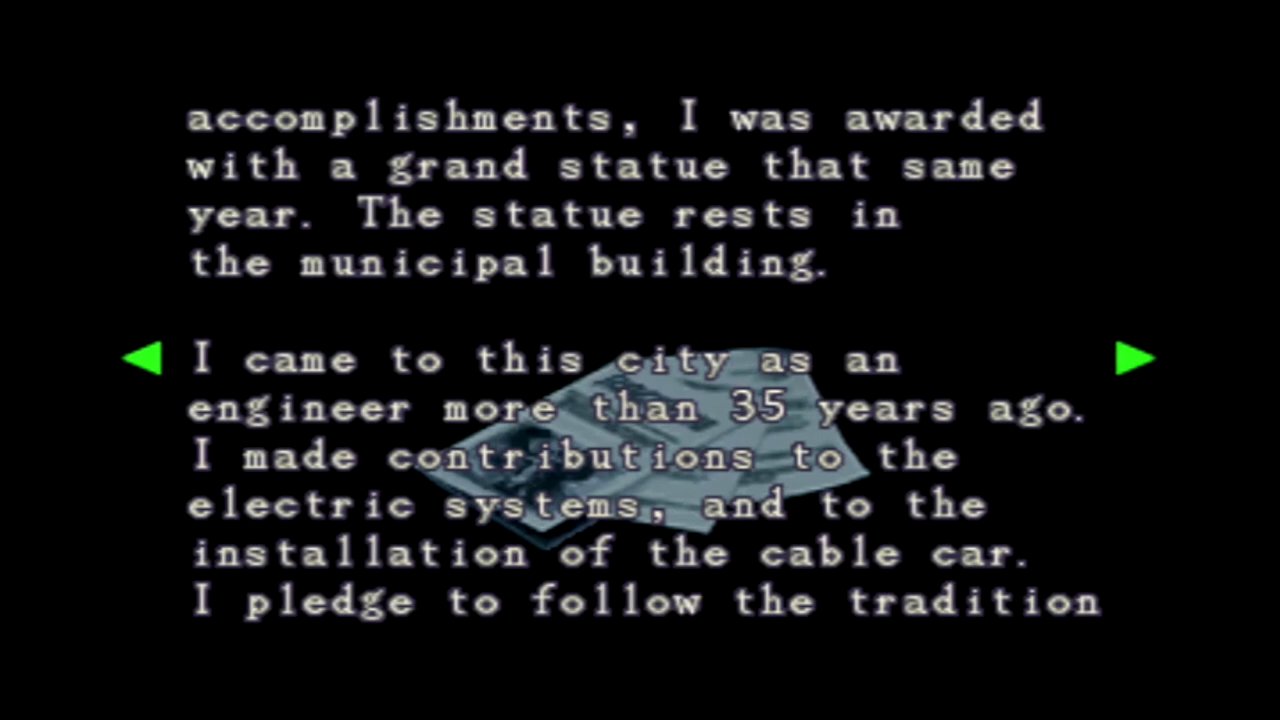 accomplishments, I was awarded
with a grand statue that same
year. The statue rests in
the municipal building.
I came to this city as an
engineer more than 35 years ago.
I made contributions to the
electric systems, and to the
installation of the cable car.
I pledge to follow the tradition